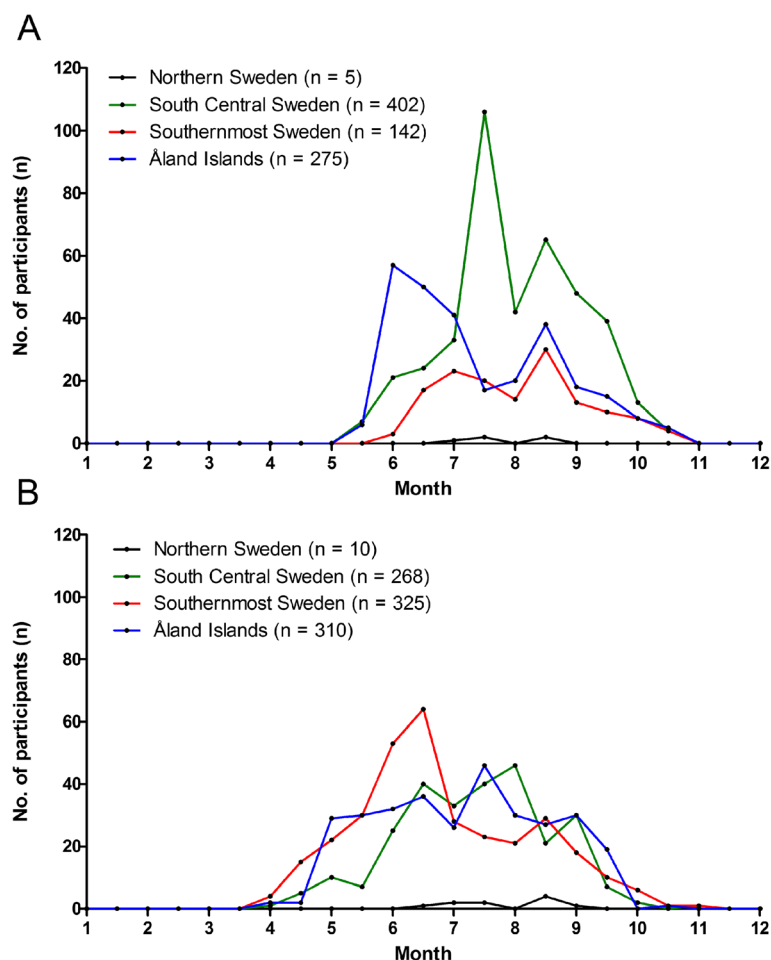 A
120
100
80
60
40
20
0
No. of participants (n)
Northern Sweden (n = 5)
South Central Sweden (n = 402)
Southernmost Sweden (n = 142)
Åland Islands (n = 275)
1 2 3 4 5 6 7 8 9 10 11 12
Month
B
120
100
80
60
40
20
0
No. of participants (n)
Northern Sweden (n = 10)
South Central Sweden (n = 268)
Southernmost Sweden (n = 325)
Åland Islands (n = 310)
1 2 3 4 5 6 7 8 9 10 11 12
Month